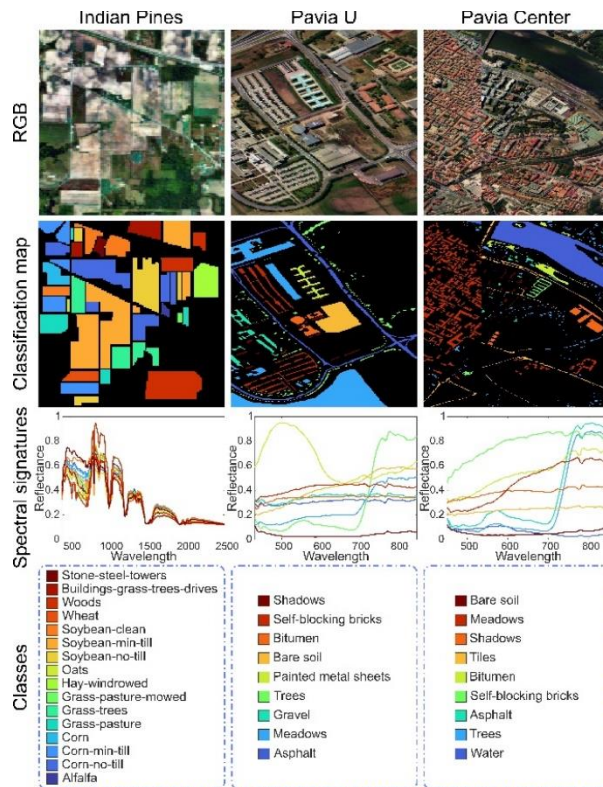 Indian Pines
Pavia U
Pavia Center
RGB
Classification map
Spectral signatures
Reflectance
1
0.8
0.6
0.4
0.2
0
500
1000
1500
2000
2500
Wavelength
Reflectance
1
0.8
0.6
0.4
0.2
0
500
600
700
800
Wavelength
Reflectance
1
0.8
0.6
0.4
0.2
0
500
600
700
800
Wavelength
Classes
Stone-steel-towers
Buildings-grass-trees-drives
Woods
Wheat
Soybean-clean
Soybean-min-till
Soybean-no-till
Oats
Hay-windrowed
Grass-pasture-mowed
Grass-trees
Grass-pasture
Corn
Corn-min-till
Corn-no-till
Alfalfa
Shadows
Self-blocking bricks
Bitumen
Bare soil
Painted metal sheets
Trees
Gravel
Meadows
Asphalt
Bare soil
Meadows
Shadows
Tiles
Bitumen
Self-blocking bricks
Asphalt
Trees
Water